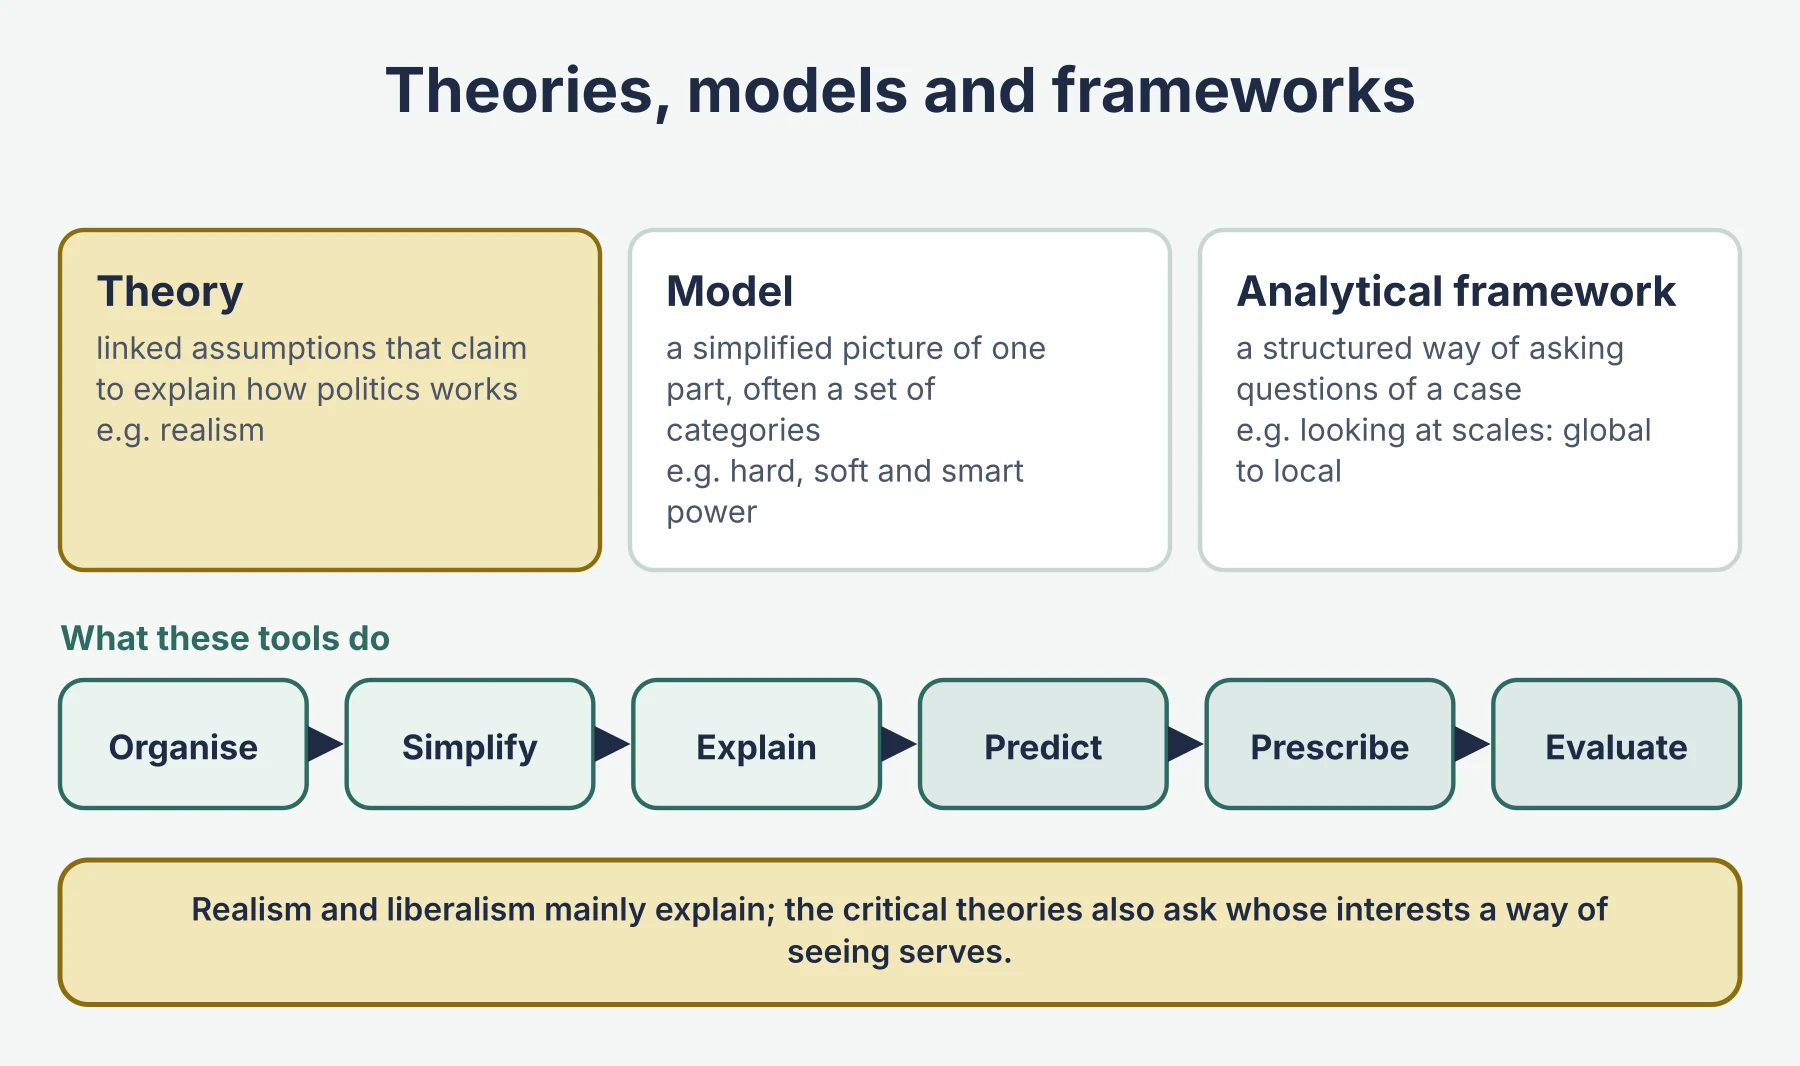 Theories, models and frameworks
Theory
linked assumptions that claim
to explain how politics works
e.g. realism
Model
a simplified picture of one
part, often a set of
categories
e.g. hard, soft and smart
power
Analytical framework
a structured way of asking
questions of a case
e.g. looking at scales: global
to local
What these tools do
Organise
Simplify
Explain
Predict
Prescribe
Evaluate
Realism and liberalism mainly explain; the critical theories also ask whose interests a way of
seeing serves.